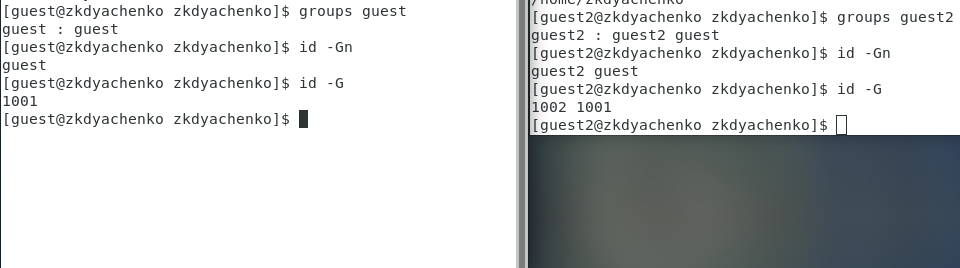 [guest@zkdyachenko zkdyachenko]$ groups guest
guest : guest
[guest@zkdyachenko zkdyachenko]$ id -Gn
guest
[guest@zkdyachenko zkdyachenko]$ id -G
1001
[guest@zkdyachenko zkdyachenko]$
/home/zkdyachenko
[guest2@zkdyachenko zkdyachenko]$ groups guest2
guest2 : guest2 guest
[guest2@zkdyachenko zkdyachenko]$ id -Gn
guest2 guest
[guest2@zkdyachenko zkdyachenko]$ id -G
1002 1001
[guest2@zkdyachenko zkdyachenko]$